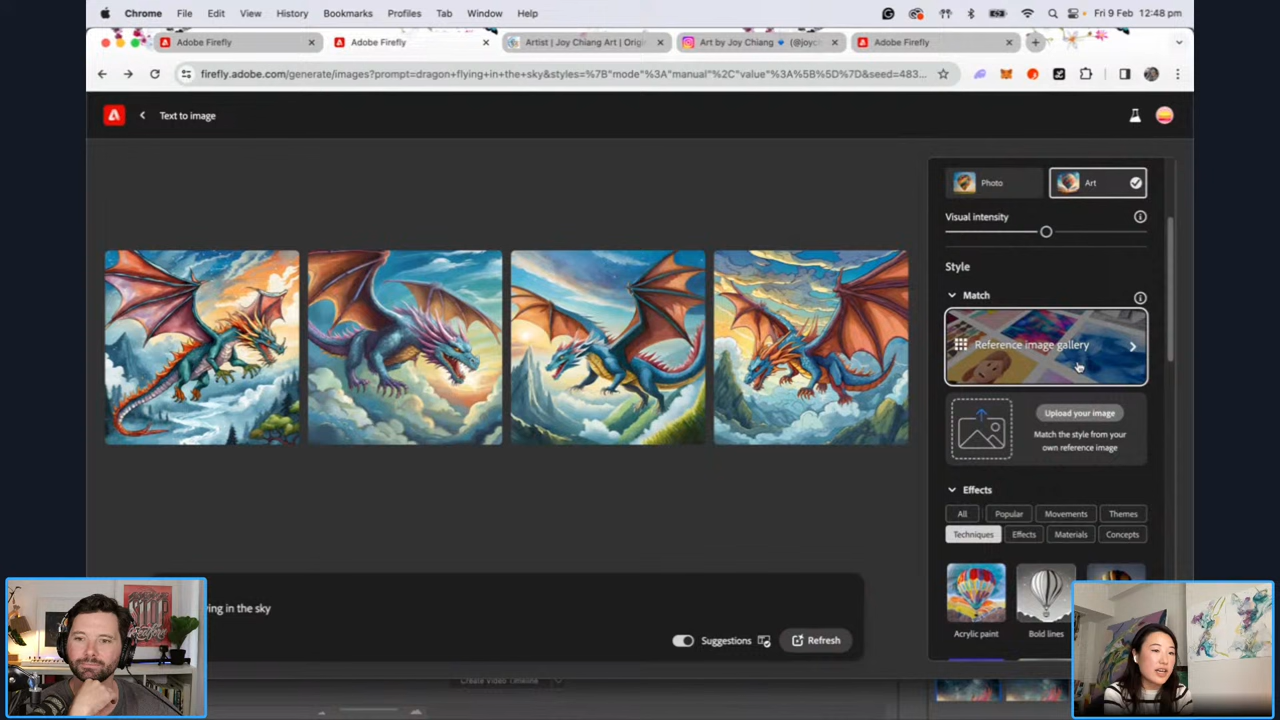 Chrome File Edit View History Bookmarks Profiles Tab Window Help Fri 9 Feb 12:48 pm
Adobe Firefly Adobe Firefly Artist | Joy Chiang Art | Origi Art by Joy Chiang (@joyc Adobe Firefly
firefly.adobe.com/generate/images?prompt=dragon+flying+in+the+sky&styles=%7B"mode"%3A"manual"%2C"value"%3A%5B%5D%7D&seed=483...
Text to image
Photo Art
Visual intensity
Style
Match
Reference image gallery
Upload your image
Match the style from your
own reference image
Effects
All Popular Movements Themes
Techniques Effects Materials Concepts
Acrylic paint Bold lines
ying in the sky
Suggestions Refresh
Create Video Timeline